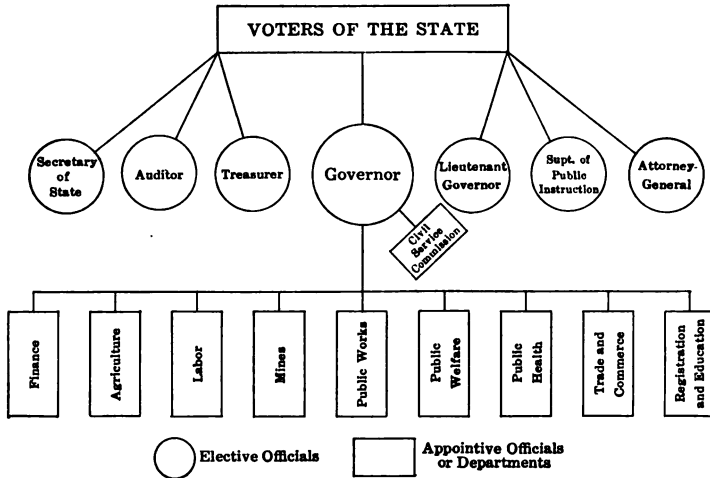 VOTERS OF THE STATE
Secretary
of
State
Auditor
Treasurer
Governor
Lieutenant
Governor
Supt. of
Public
Instruction
Attorney-
General
Civil
Service
Commission
Finance
Agriculture
Labor
Mines
Public Works
Public
Welfare
Public
Health
Trade and
Commerce
Registration
and Education
Elective Officials
Appointive Officials
or Departments